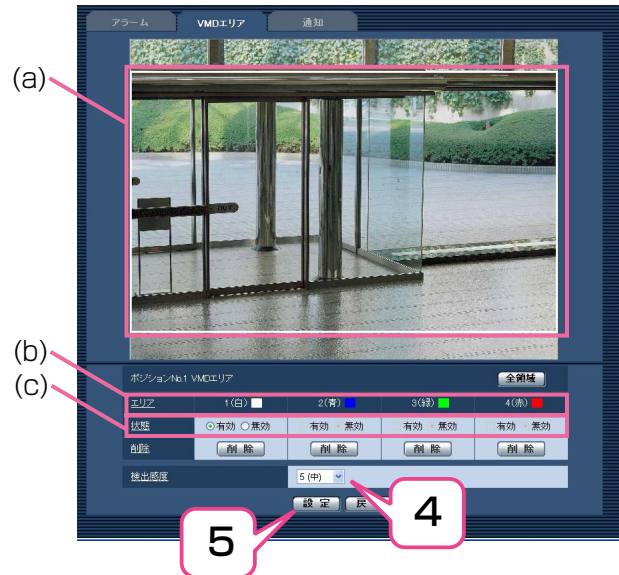 アラーム VMDエリア 通知
(a)
(b)
(c)
ポジションNo.1 VMDエリア 全領域
エリア 1(白) 2(青) 3(緑) 4(赤)
状態 有効 無効 有効 無効 有効 無効 有効 無効
削除 削 除 削 除 削 除 削 除
検出感度 5 (中)
設 定 戻
4
5